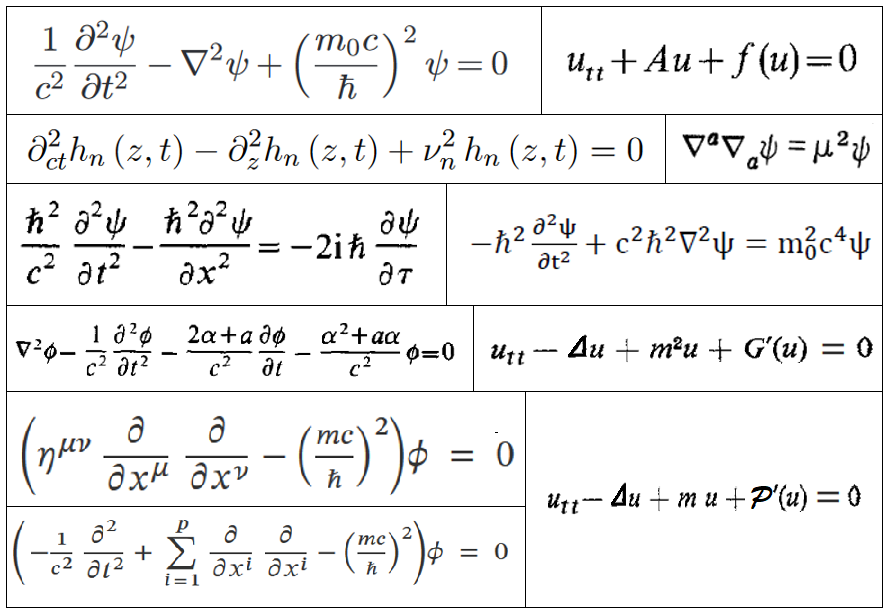 \frac{1}{c^2} \frac{\partial^2 \psi}{\partial t^2} - \nabla^2 \psi + \left( \frac{m_0 c}{\hbar} \right)^2 \psi = 0
u_{tt} + Au + f(u) = 0
\partial_{ct}^2 h_n (z, t) - \partial_z^2 h_n (z, t) + \nu_n^2 h_n (z, t) = 0
\nabla^a \nabla_a \psi = \mu^2 \psi
\frac{\hbar^2}{c^2} \frac{\partial^2 \psi}{\partial t^2} - \frac{\hbar^2 \partial^2 \psi}{\partial x^2} = -2i\hbar \frac{\partial \psi}{\partial \tau}
-\hbar^2 \frac{\partial^2 \psi}{\partial t^2} + c^2 \hbar^2 \nabla^2 \psi = m_0^2 c^4 \psi
\nabla^2 \phi - \frac{1}{c^2} \frac{\partial^2 \phi}{\partial t^2} - \frac{2\alpha + a}{c^2} \frac{\partial \phi}{\partial t} - \frac{\alpha^2 + a\alpha}{c^2} \phi = 0
u_{tt} - \Delta u + m^2 u + G'(u) = 0
\left( \eta^{\mu\nu} \frac{\partial}{\partial x^\mu} \frac{\partial}{\partial x^\nu} - \left( \frac{mc}{\hbar} \right)^2 \right) \phi = 0
u_{tt} - \Delta u + m u + \mathcal{P}'(u) = 0
\left( -\frac{1}{c^2} \frac{\partial^2}{\partial t^2} + \sum_{i=1}^{p} \frac{\partial}{\partial x^i} \frac{\partial}{\partial x^i} - \left( \frac{mc}{\hbar} \right)^2 \right) \phi = 0